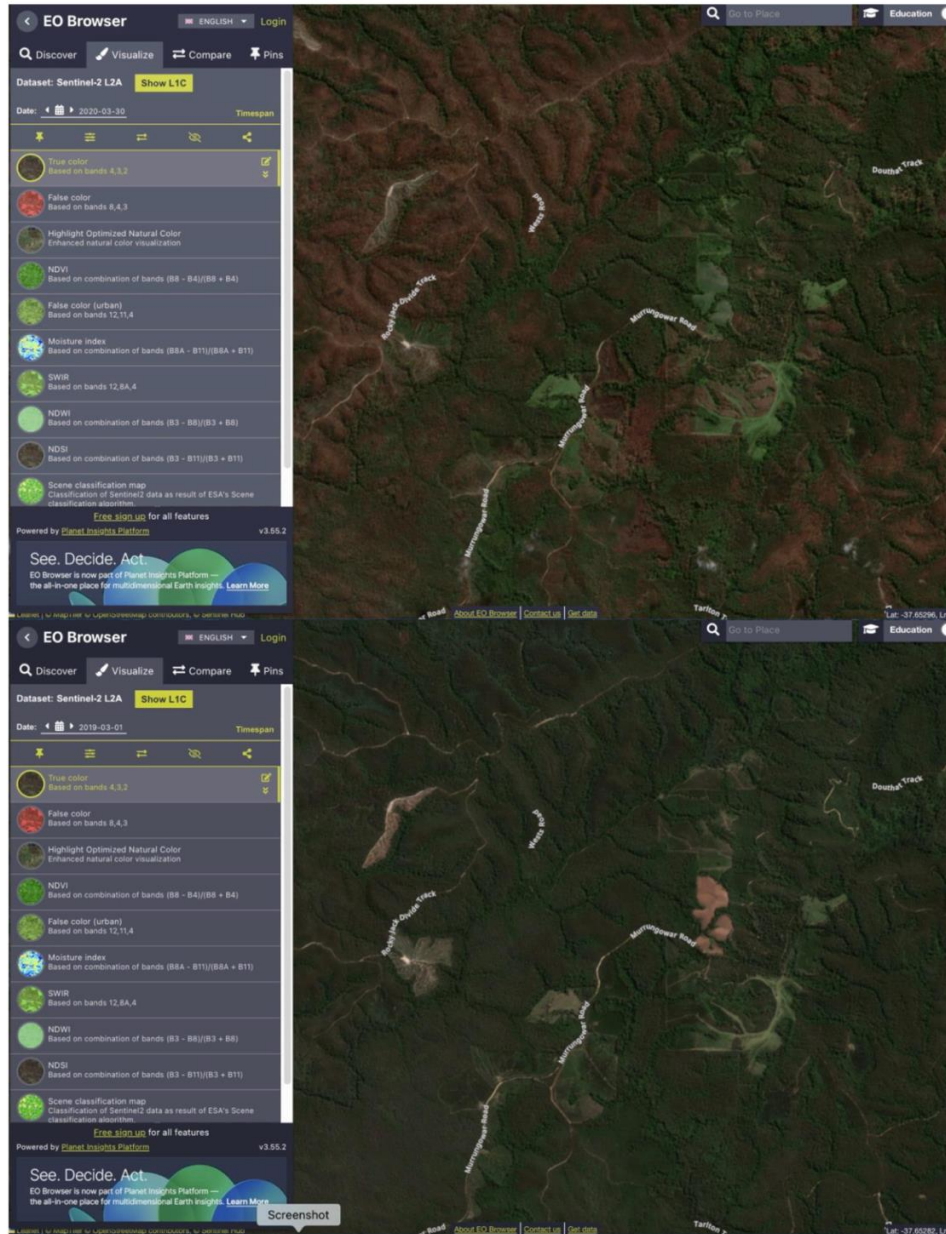 EO Browser
ENGLISH
Login
Discover
Visualize
Compare
Pins
Dataset: Sentinel-2 L2A
Show L1C
Date:
2020-03-30
Timespan
True color
Based on bands 4,3,2
False color
Based on bands 8,4,3
Highlight Optimized Natural Color
Enhanced natural color visualization
NDVI
Based on combination of bands (B8 - B4)/(B8 + B4)
False color (urban)
Based on bands 12,11,4
Moisture index
Based on combination of bands (B8A - B11)/(B8A + B11)
SWIR
Based on bands 12,8A,4
NDWI
Based on combination of bands (B3 - B8)/(B3 + B8)
NDSI
Based on combination of bands (B3 - B11)/(B3 + B11)
Scene classification map
Classification of Sentinel2 data as result of ESA's Scene
classification algorithm.
Free sign up for all features
Powered by Planet Insights Platform
v3.55.2
See. Decide. Act.
EO Browser is now part of Planet Insights Platform —
the all-in-one place for multidimensional Earth insights. Learn More
Go to Place
Education
Douthat Track
Rocky Jack Divide Track
Murrungowar Road
Murrungowar Road
Murrungowar Road
Road
About EO Browser
Contact us
Get data
Tarlton
Lat: -37.65296,
EO Browser
ENGLISH
Login
Discover
Visualize
Compare
Pins
Dataset: Sentinel-2 L2A
Show L1C
Date:
2019-03-01
Timespan
True color
Based on bands 4,3,2
False color
Based on bands 8,4,3
Highlight Optimized Natural Color
Enhanced natural color visualization
NDVI
Based on combination of bands (B8 - B4)/(B8 + B4)
False color (urban)
Based on bands 12,11,4
Moisture index
Based on combination of bands (B8A - B11)/(B8A + B11)
SWIR
Based on bands 12,8A,4
NDWI
Based on combination of bands (B3 - B8)/(B3 + B8)
NDSI
Based on combination of bands (B3 - B11)/(B3 + B11)
Scene classification map
Classification of Sentinel2 data as result of ESA's Scene
classification algorithm.
Free sign up for all features
Powered by Planet Insights Platform
v3.55.2
See. Decide. Act.
EO Browser is now part of Planet Insights Platform —
the all-in-one place for multidimensional Earth insights. Learn More
Screenshot
Go to Place
Education
Douthat Track
Rocky Jack Divide Track
Murrungowar Road
Murrungowar Road
Murrungowar Road
Road
About EO Browser
Contact us
Get data
Tarlton
Lat: -37.65282,